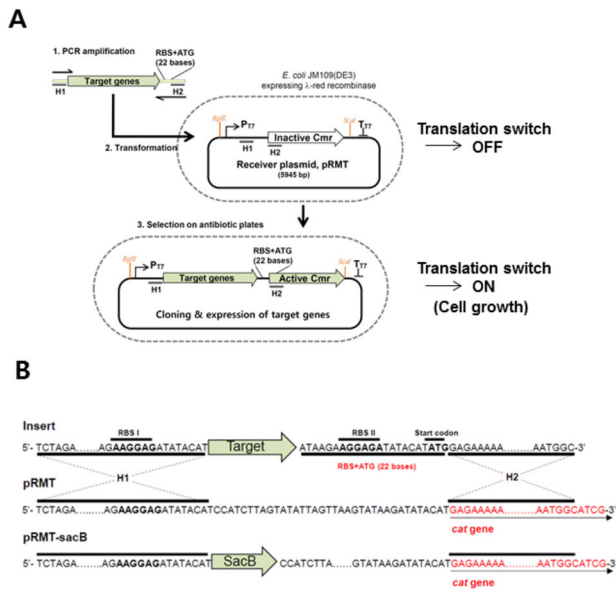 A
1. PCR amplification
RBS+ATG
(22 bases)
Target genes
H1
H2
2. Transformation
E. coli JM109(DE3)
expressing λ-red recombinase
BglII
PT7
Inactive Cmr
ScaI
TT7
H1
H2
Receiver plasmid, pRMT
(5945 bp)
Translation switch
OFF
3. Selection on antibiotic plates
RBS+ATG
(22 bases)
BglII
PT7
Target genes
Active Cmr
ScaI
TT7
H1
H2
Cloning & expression of target genes
Translation switch
ON
(Cell growth)
B
Insert
RBS I
RBS II
Start codon
5'- TCTAGA........AGAAGGAGATATACAT Target ATAAGAAGGAGATATACATATGGAGAAAAA........AATGGC-3'
RBS+ATG (22 bases)
H1
H2
pRMT
5'- TCTAGA........AGAAGGAGATATACATCCATCTTAGTATATTAGTTAAGTATAAGATATACATGAGAAAAA........AATGGCATCG-3'
cat gene
pRMT-sacB
5'- TCTAGA........AGAAGGAGATATACAT SacB CCATCTTA.....GTATAAGATATACATGAGAAAAA........AATGGCATCG-3'
cat gene